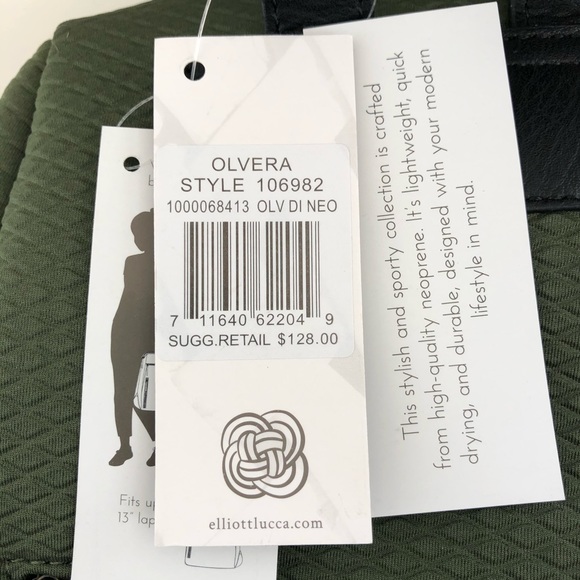 OLVERA
STYLE 106982
1000068413 OLV DI NEO
7 11640 62204 9
SUGG.RETAIL $128.00
elliottlucca.com
This stylish and sporty collection is crafted
from high-quality neoprene. It's lightweight, quick
drying, and durable, designed with your modern
lifestyle in mind.
Fits
13"